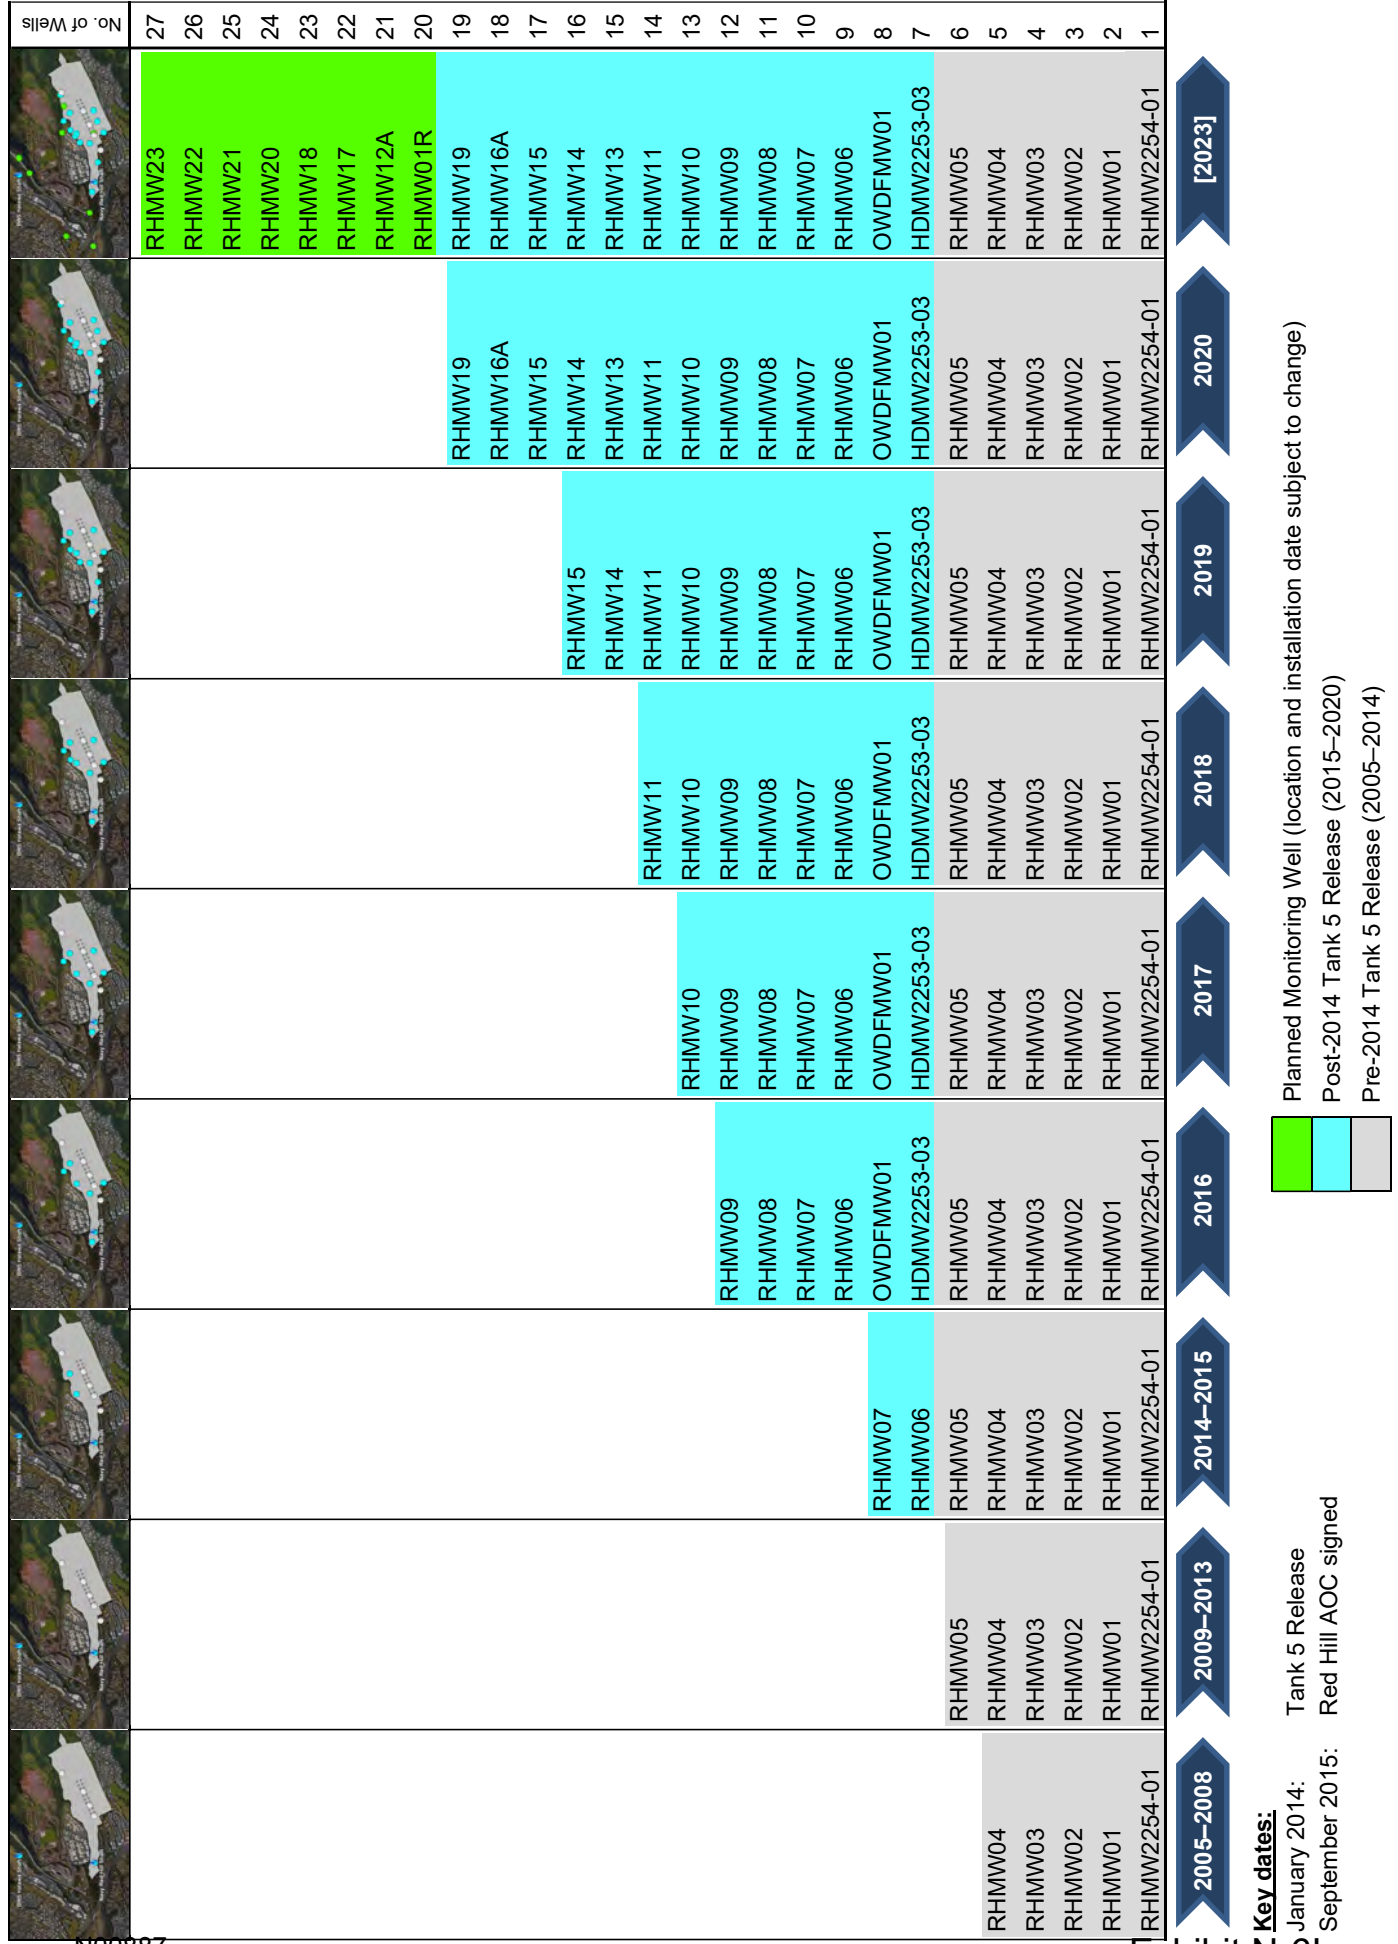 No. of Wells
RHMW23 27
RHMW22 26
RHMW21 25
RHMW20 24
RHMW18 23
RHMW17 22
RHMW12A 21
RHMW01R 20
RHMW19 RHMW19 19
RHMW16A RHMW16A 18
RHMW15 RHMW15 17
RHMW15 RHMW14 RHMW14 16
RHMW14 RHMW13 RHMW13 15
RHMW11 RHMW11 RHMW11 RHMW11 14
RHMW10 RHMW10 RHMW10 RHMW10 RHMW10 13
RHMW09 RHMW09 RHMW09 RHMW09 RHMW09 RHMW09 12
RHMW08 RHMW08 RHMW08 RHMW08 RHMW08 RHMW08 11
RHMW07 RHMW07 RHMW07 RHMW07 RHMW07 RHMW07 10
RHMW06 RHMW06 RHMW06 RHMW06 RHMW06 RHMW06 9
RHMW07 OWDFMW01 OWDFMW01 OWDFMW01 OWDFMW01 OWDFMW01 OWDFMW01 8
RHMW06 HDMW2253-03 HDMW2253-03 HDMW2253-03 HDMW2253-03 HDMW2253-03 HDMW2253-03 7
RHMW05 RHMW05 RHMW05 RHMW05 RHMW05 RHMW05 RHMW05 RHMW05 6
RHMW04 RHMW04 RHMW04 RHMW04 RHMW04 RHMW04 RHMW04 RHMW04 RHMW04 5
RHMW03 RHMW03 RHMW03 RHMW03 RHMW03 RHMW03 RHMW03 RHMW03 RHMW03 4
RHMW02 RHMW02 RHMW02 RHMW02 RHMW02 RHMW02 RHMW02 RHMW02 RHMW02 3
RHMW01 RHMW01 RHMW01 RHMW01 RHMW01 RHMW01 RHMW01 RHMW01 RHMW01 2
RHMW2254-01 RHMW2254-01 RHMW2254-01 RHMW2254-01 RHMW2254-01 RHMW2254-01 RHMW2254-01 RHMW2254-01 RHMW2254-01 1
2005–2008 2009–2013 2014–2015 2016 2017 2018 2019 2020 [2023]
Key dates:
January 2014: Tank 5 Release
September 2015: Red Hill AOC signed
Planned Monitoring Well (location and installation date subject to change)
Post-2014 Tank 5 Release (2015–2020)
Pre-2014 Tank 5 Release (2005–2014)